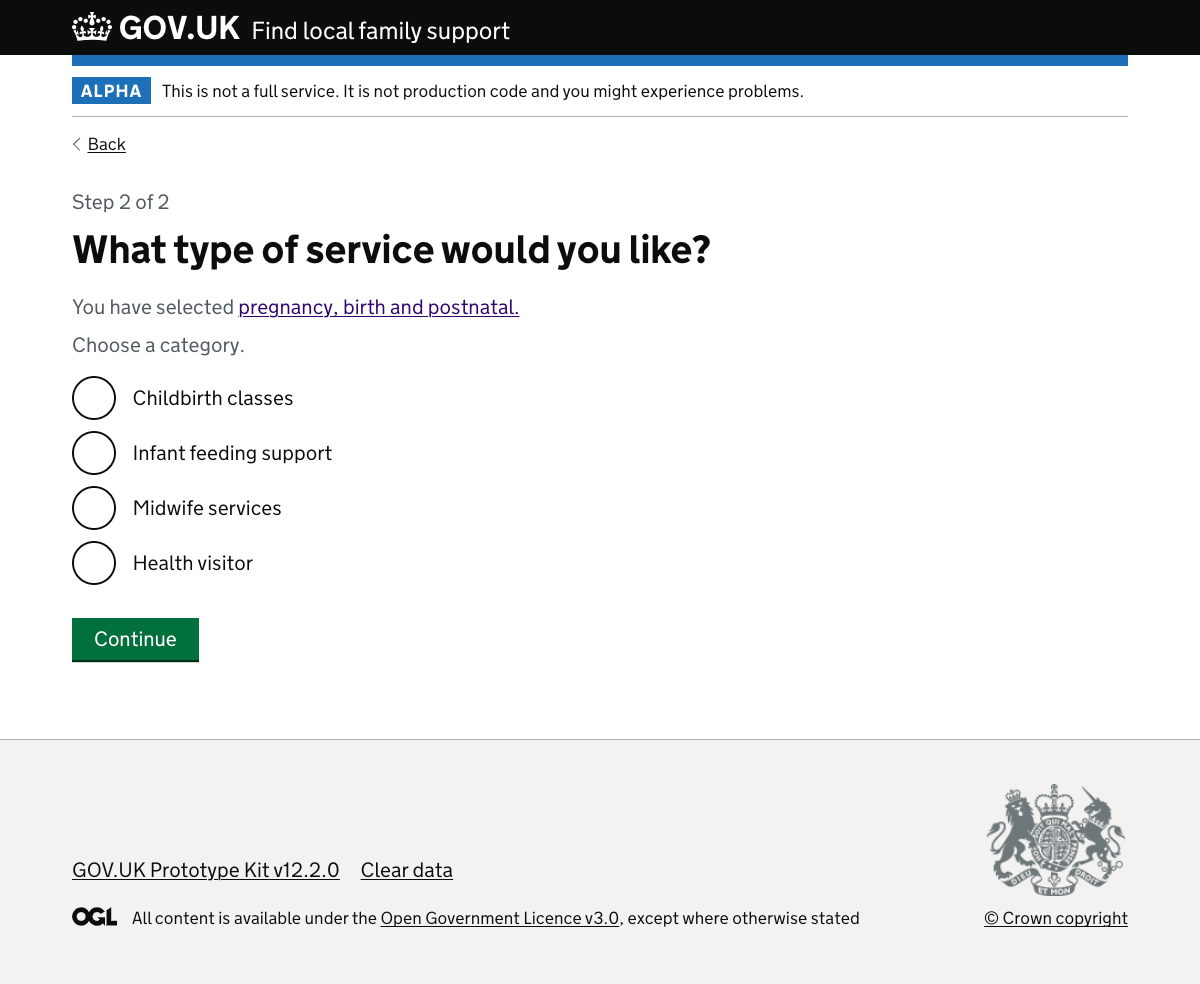 GOV.UK Find local family support
ALPHA This is not a full service. It is not production code and you might experience problems.
Back
Step 2 of 2
What type of service would you like?
You have selected pregnancy, birth and postnatal.
Choose a category.
Childbirth classes
Infant feeding support
Midwife services
Health visitor
Continue
GOV.UK Prototype Kit v12.2.0 Clear data
OGL All content is available under the Open Government Licence v3.0, except where otherwise stated
DIEU ET MON DROIT
© Crown copyright